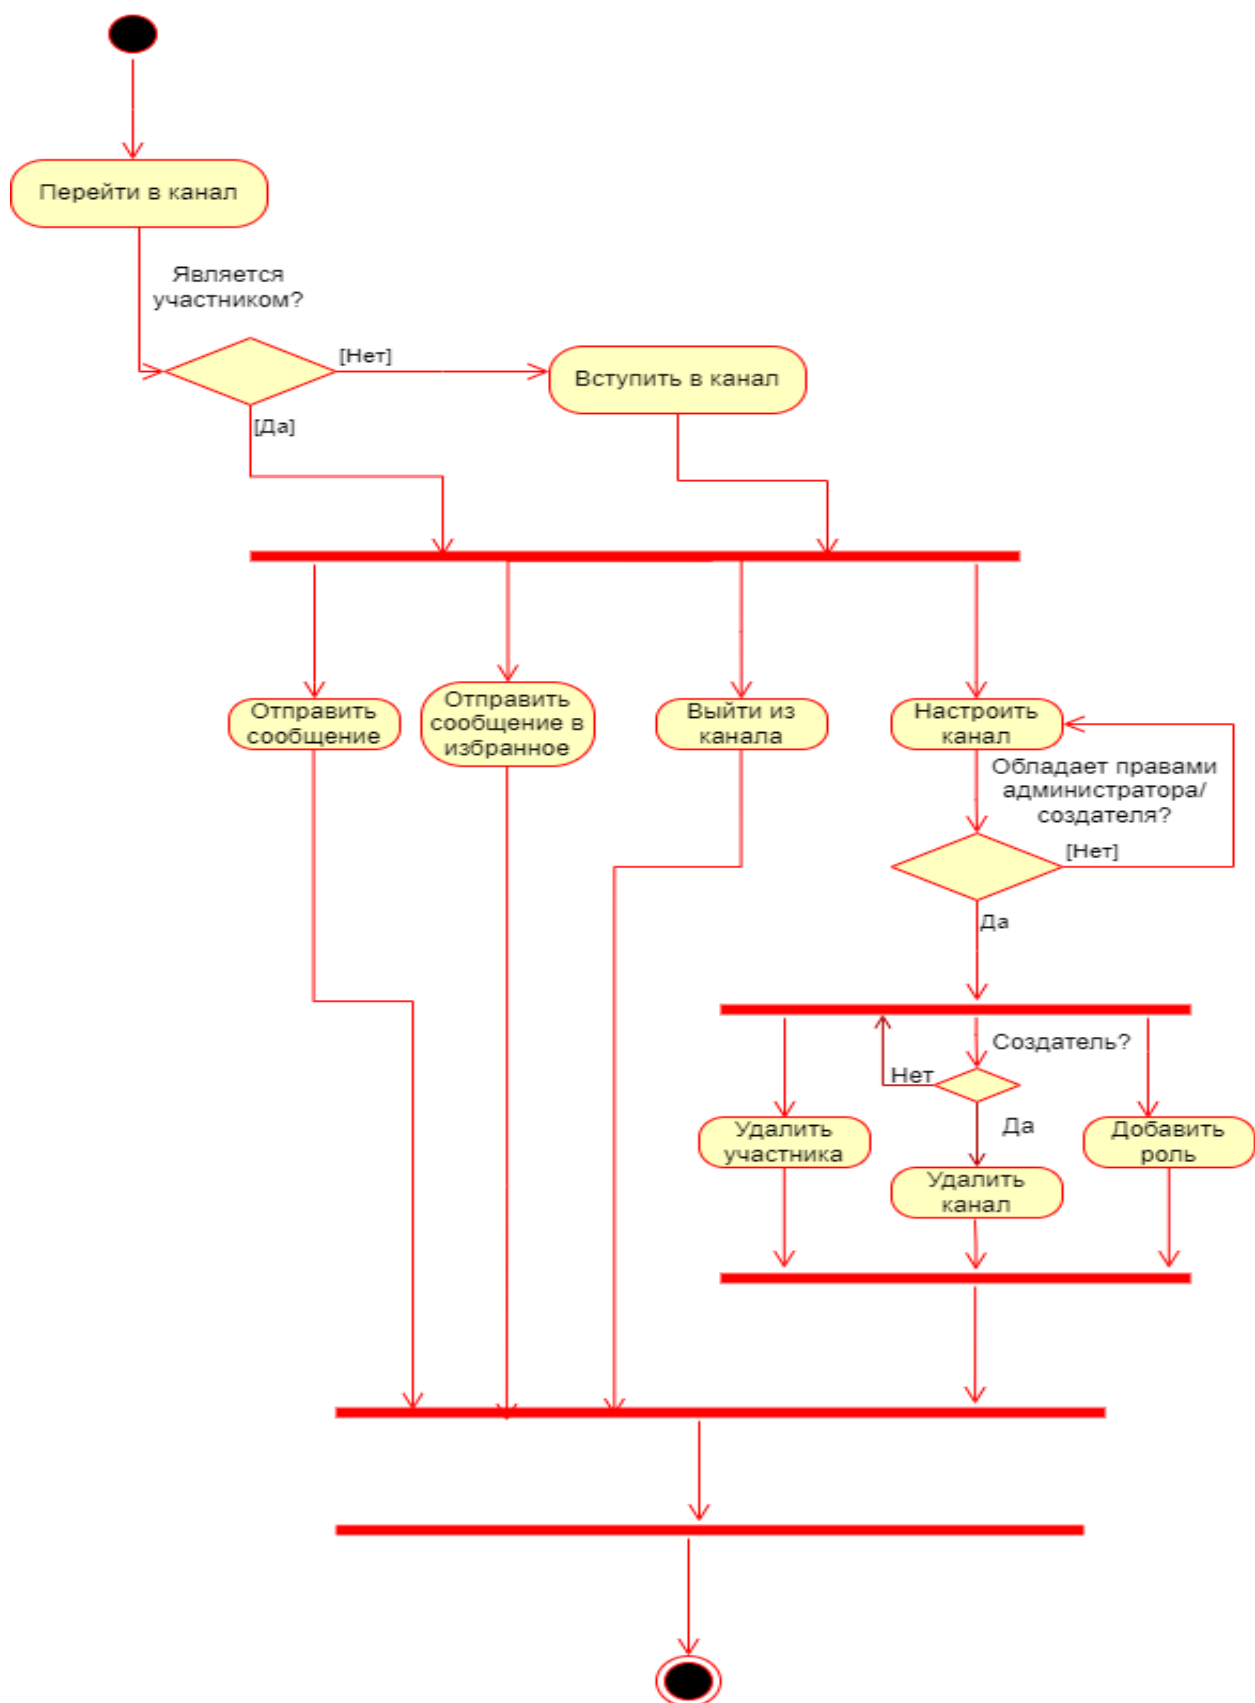 Перейти в канал
Является
участником?
[Нет]
Вступить в канал
[Да]
Отправить
сообщение
Отправить
сообщение в
избранное
Выйти из
канала
Настроить
канал
Обладает правами
администратора/
создателя?
[Нет]
Да
Создатель?
Нет
Да
Удалить
участника
Удалить
канал
Добавить
роль